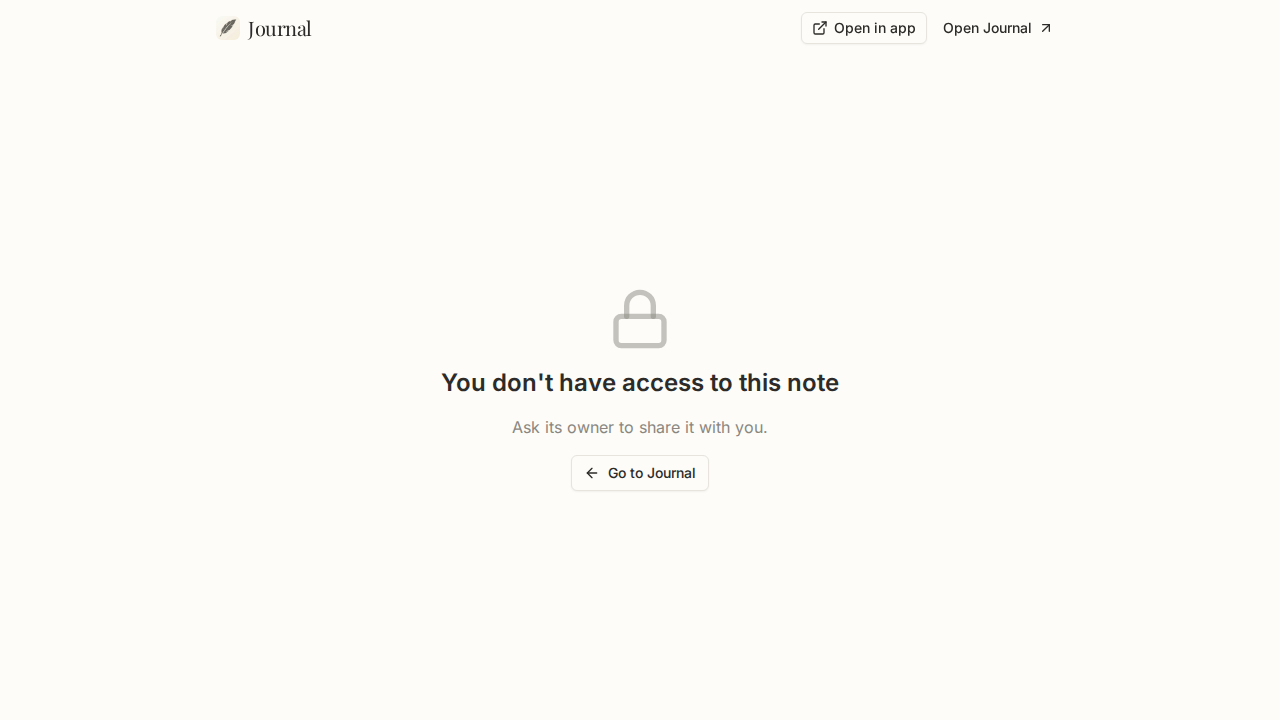 Journal
Open in app
Open Journal
You don't have access to this note
Ask its owner to share it with you.
Go to Journal